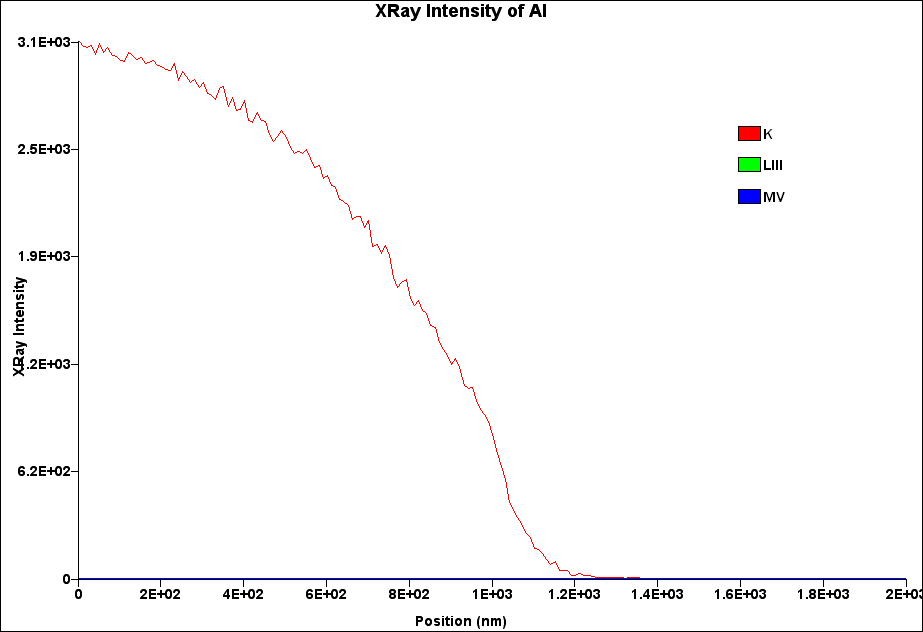 XRay Intensity of Al
3.1E+03
2.5E+03
1.9E+03
1.2E+03
6.2E+02
0
XRay Intensity
K
LIII
MV
0 2E+02 4E+02 6E+02 8E+02 1E+03 1.2E+03 1.4E+03 1.6E+03 1.8E+03 2E+03
Position (nm)